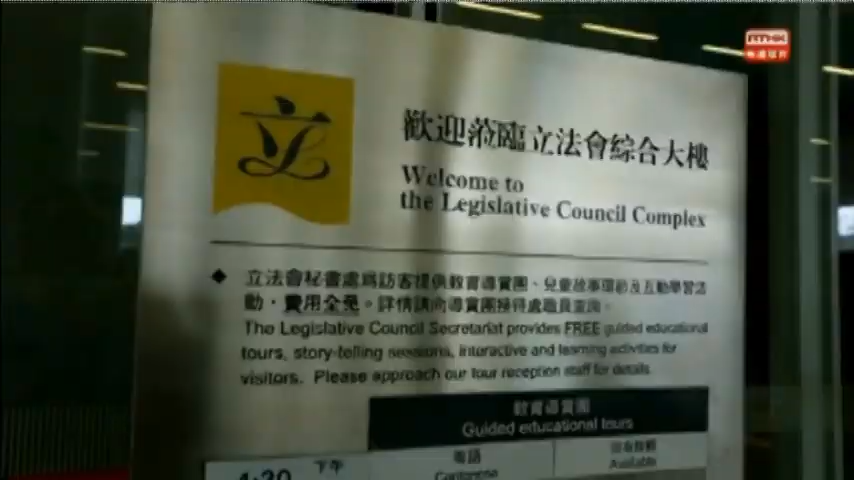 RTHK
立
歡迎蒞臨立法會綜合大樓
Welcome to
the Legislative Council Complex
立法會秘書處為訪客提供教育導賞團、兒童故事環節及互動學習活
動，費用全免。詳情請向導賞團接待處職員查詢。
The Legislative Council Secretariat provides FREE guided educational
tours, story-telling sessions, interactive and learning activities for
visitors. Please approach our tour reception staff for details
教育導賞團
Guided educational tours
粵語
Cantonese
Available
4:30 下午